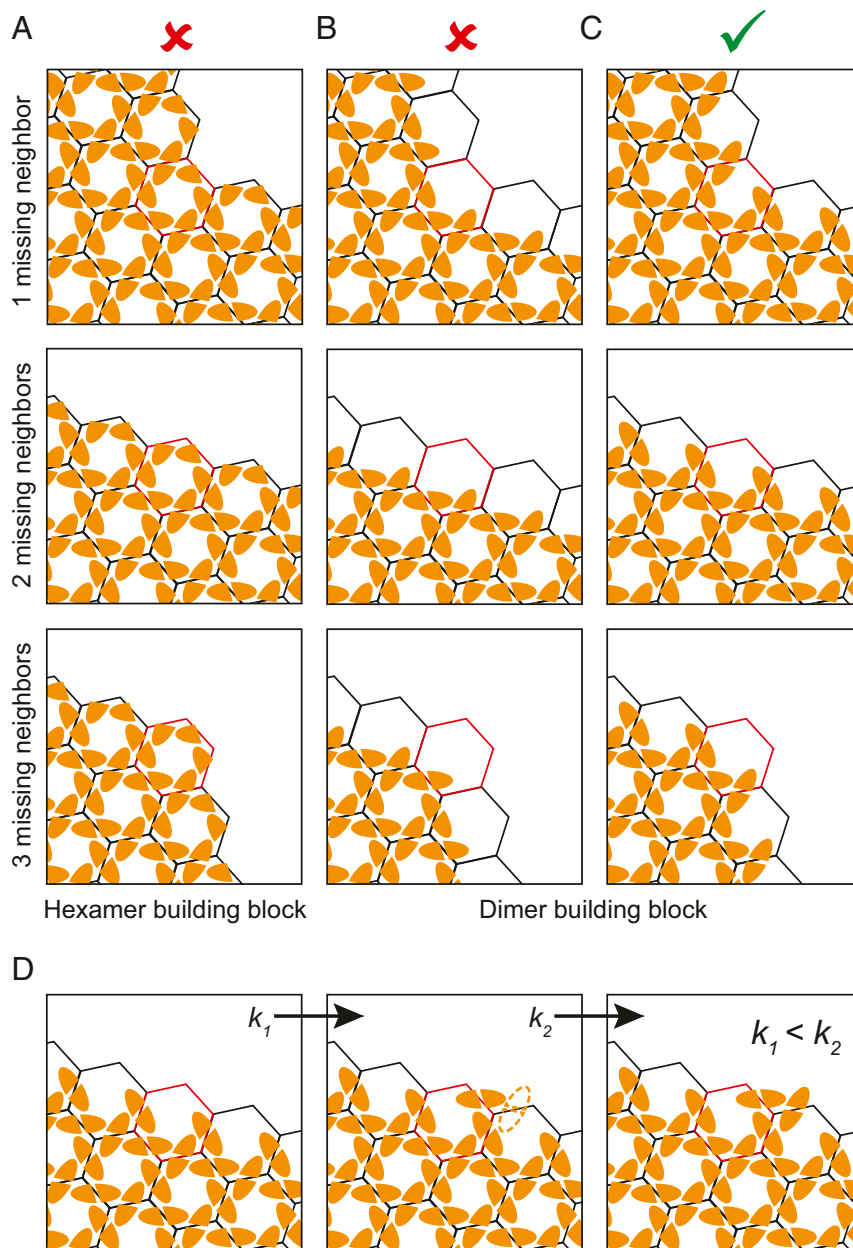 A
B
C
1 missing neighbor
2 missing neighbors
3 missing neighbors
Hexamer building block
Dimer building block
D
k1
k2
k1 < k2